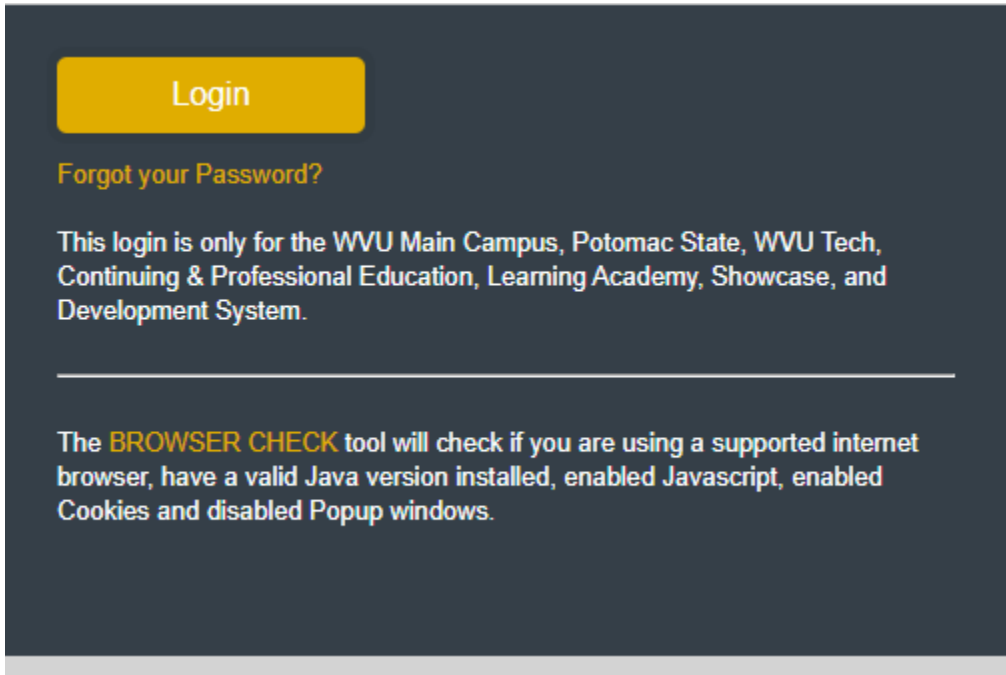 Login
Forgot your Password?
This login is only for the WVU Main Campus, Potomac State, WVU Tech,
Continuing & Professional Education, Learning Academy, Showcase, and
Development System.
The BROWSER CHECK tool will check if you are using a supported internet
browser, have a valid Java version installed, enabled Javascript, enabled
Cookies and disabled Popup windows.